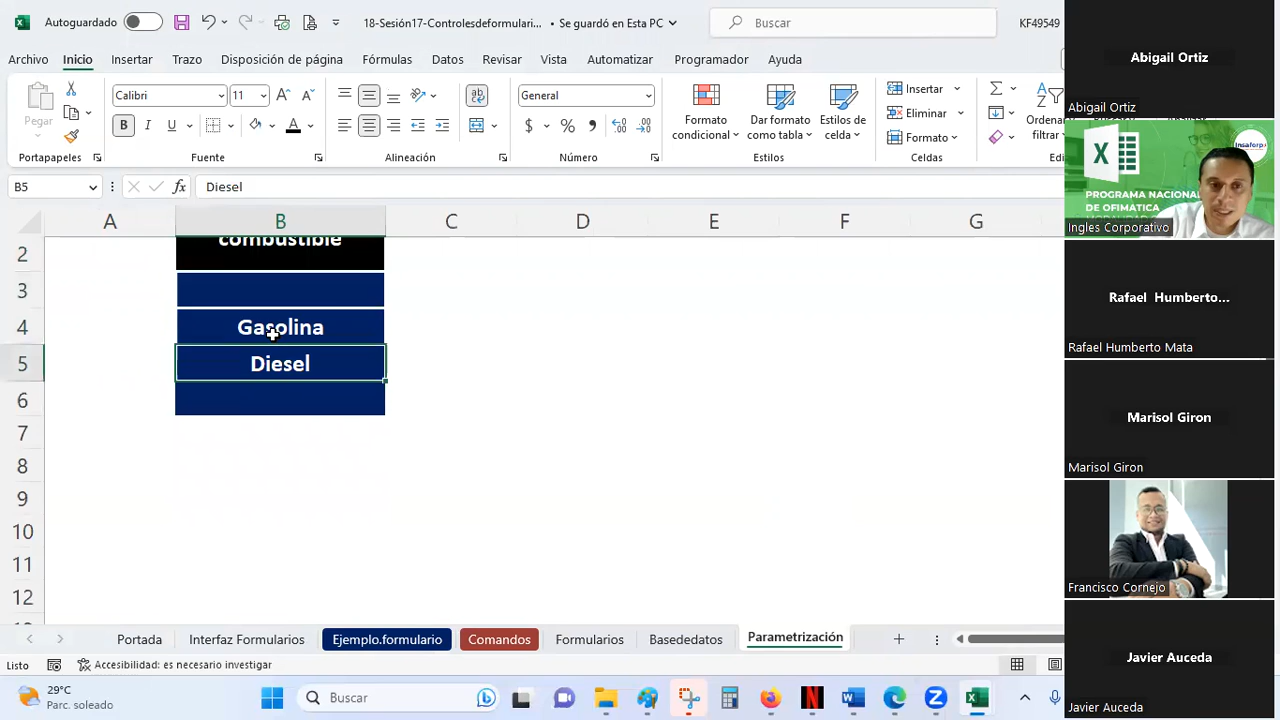 Autoguardado
18-Sesión17-Controlesdeformulari... • Se guardó en Esta PC
Buscar
KF49549
Archivo Inicio Insertar Trazo Disposición de página Fórmulas Datos Revisar Vista Automatizar Programador Ayuda
Pegar
Calibri 11
N K S
General
$ % 000
Formato condicional
Dar formato como tabla
Estilos de celda
Insertar
Eliminar
Formato
Ordenar
filtrar
Portapapeles Fuente Alineación Número Estilos Celdas
B5 fx Diesel
A B C D E F G
2 combustible
3
4 Gasolina
5 Diesel
6
7
8
9
10
11
12
Portada Interfaz Formularios Ejemplo.formulario Comandos Formularios Basededatos Parametrización
Listo Accesibilidad: es necesario investigar
29°C
Parc. soleado
Buscar
Abigail Ortiz
Abigail Ortiz
Insaforp
PROGRAMA NACIONAL
DE OFIMATICA
Ingles Corporativo
Rafael Humberto...
Rafael Humberto Mata
Marisol Giron
Marisol Giron
Francisco Cornejo
Javier Auceda
Javier Auceda